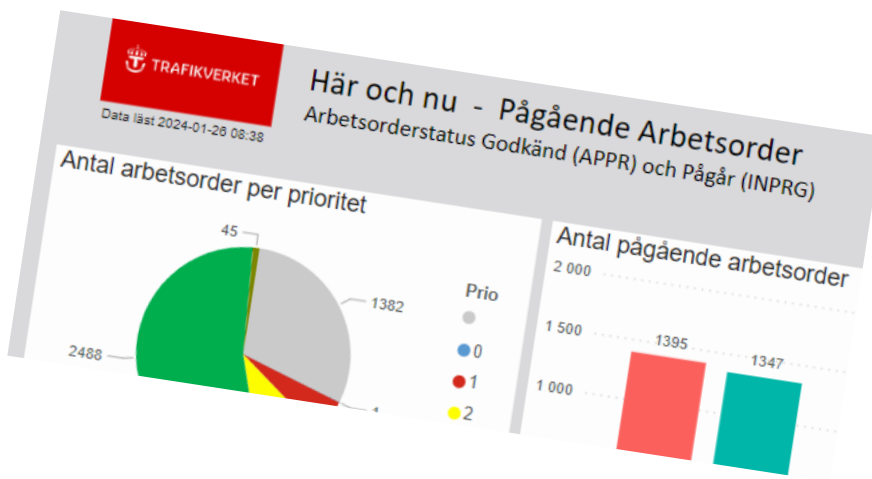 TRAFIKVERKET
Data läst 2024-01-26 08:38
Här och nu - Pågående Arbetsorder
Arbetsorderstatus Godkänd (APPR) och Pågår (INPRG)
Antal arbetsorder per prioritet
45
1382
2488
Prio
0
1
2
Antal pågående arbetsorder
2 000
1 500
1 000
1395
1347